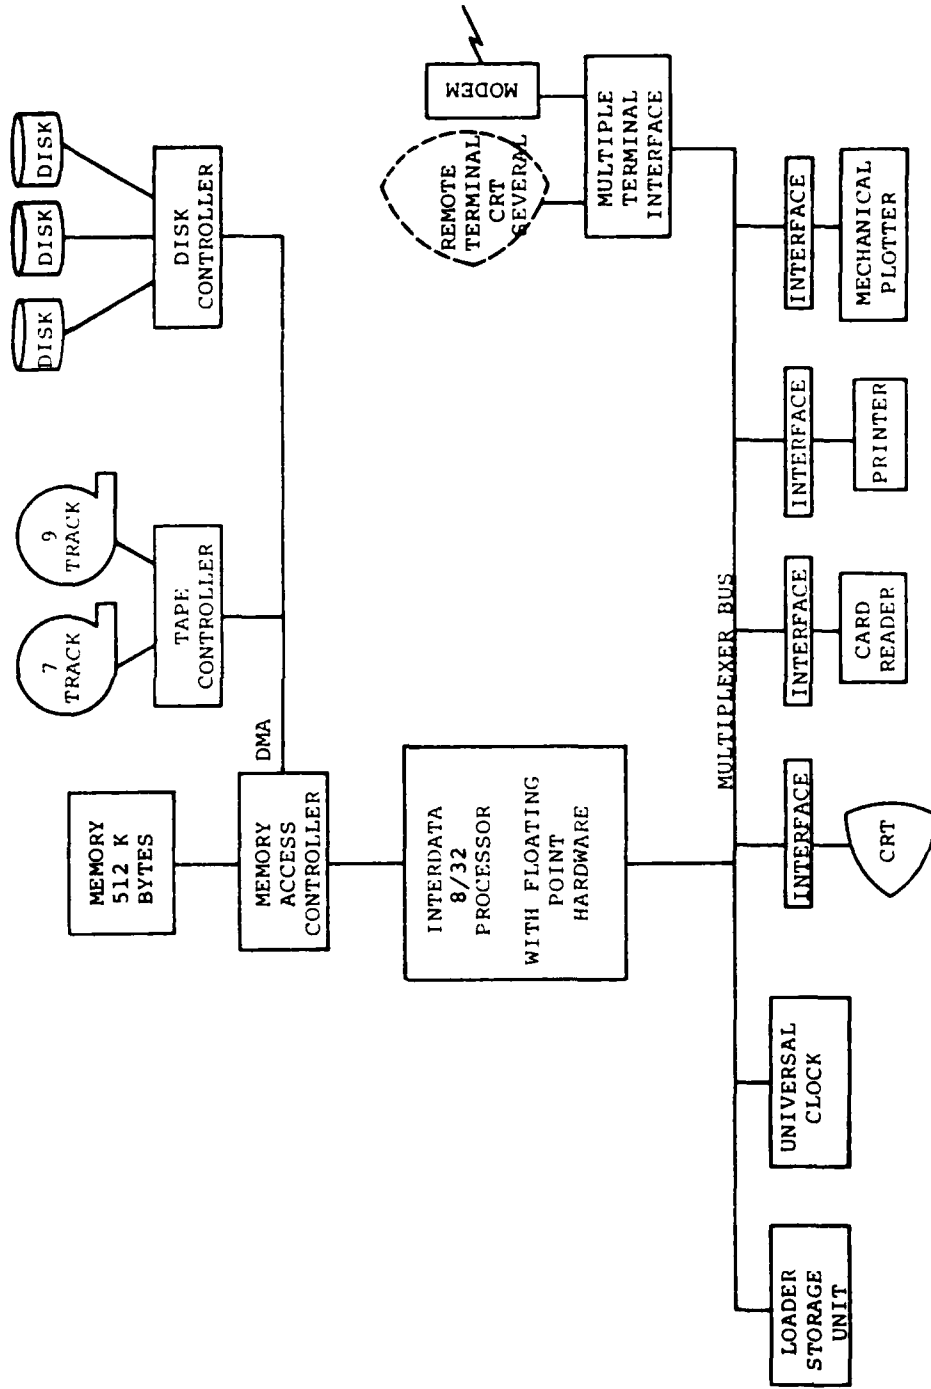 MEMORY
512 K
BYTES
7
TRACK
9
TRACK
DISK
DISK
DISK
MEMORY
ACCESS
CONTROLLER
DMA
TAPE
CONTROLLER
DISK
CONTROLLER
INTERDATA
8/32
PROCESSOR
WITH FLOATING
POINT
HARDWARE
REMOTE
TERMINAL
CRT
SEVERAL
MODEM
MULTIPLE
TERMINAL
INTERFACE
MULTIPLEXER BUS
LOADER
STORAGE
UNIT
UNIVERSAL
CLOCK
INTERFACE
CRT
INTERFACE
CARD
READER
INTERFACE
PRINTER
INTERFACE
MECHANICAL
PLOTTER